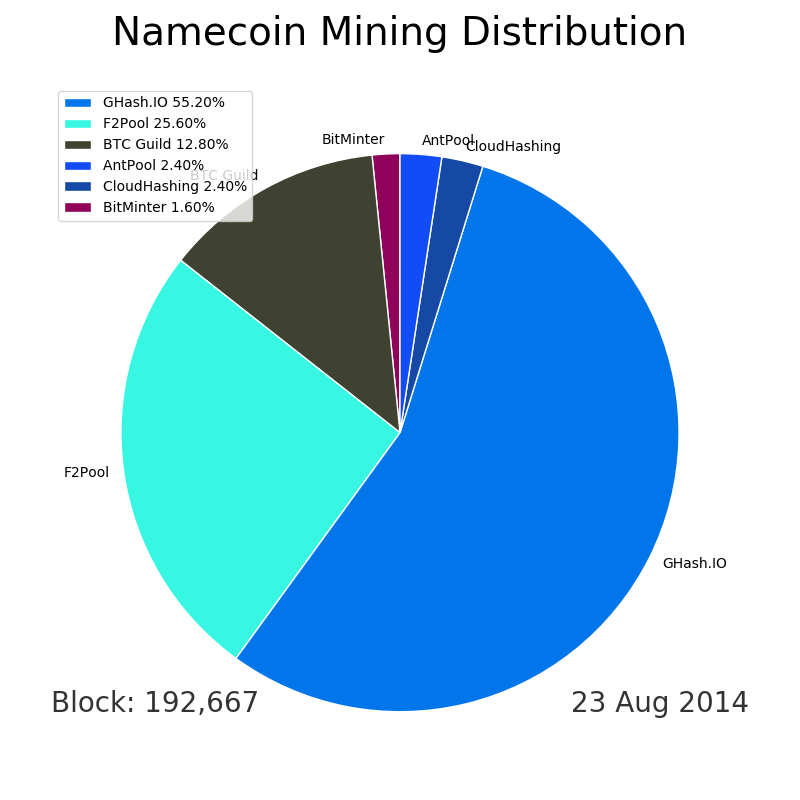 Namecoin Mining Distribution
GHash.IO 55.20%
F2Pool 25.60%
BTC Guild 12.80%
AntPool 2.40%
CloudHashing 2.40%
BitMinter 1.60%
BitMinter
AntPool
CloudHashing
BTC Guild
F2Pool
GHash.IO
Block: 192,667
23 Aug 2014